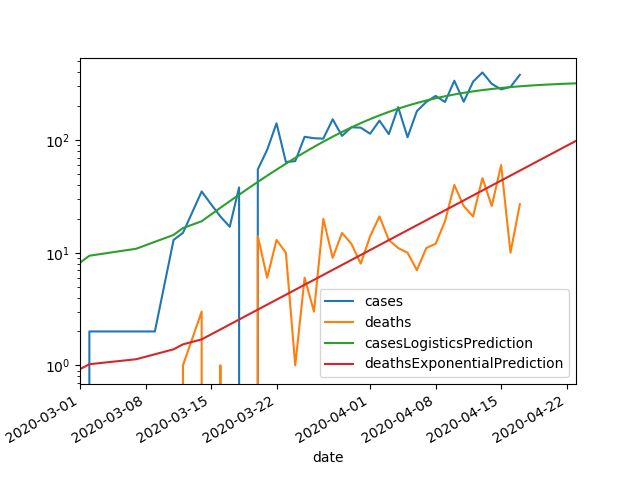 10²
10¹
10⁰
2020-03-01
2020-03-08
2020-03-15
2020-03-22
2020-04-01
2020-04-08
2020-04-15
2020-04-22
date
cases
deaths
casesLogisticsPrediction
deathsExponentialPrediction